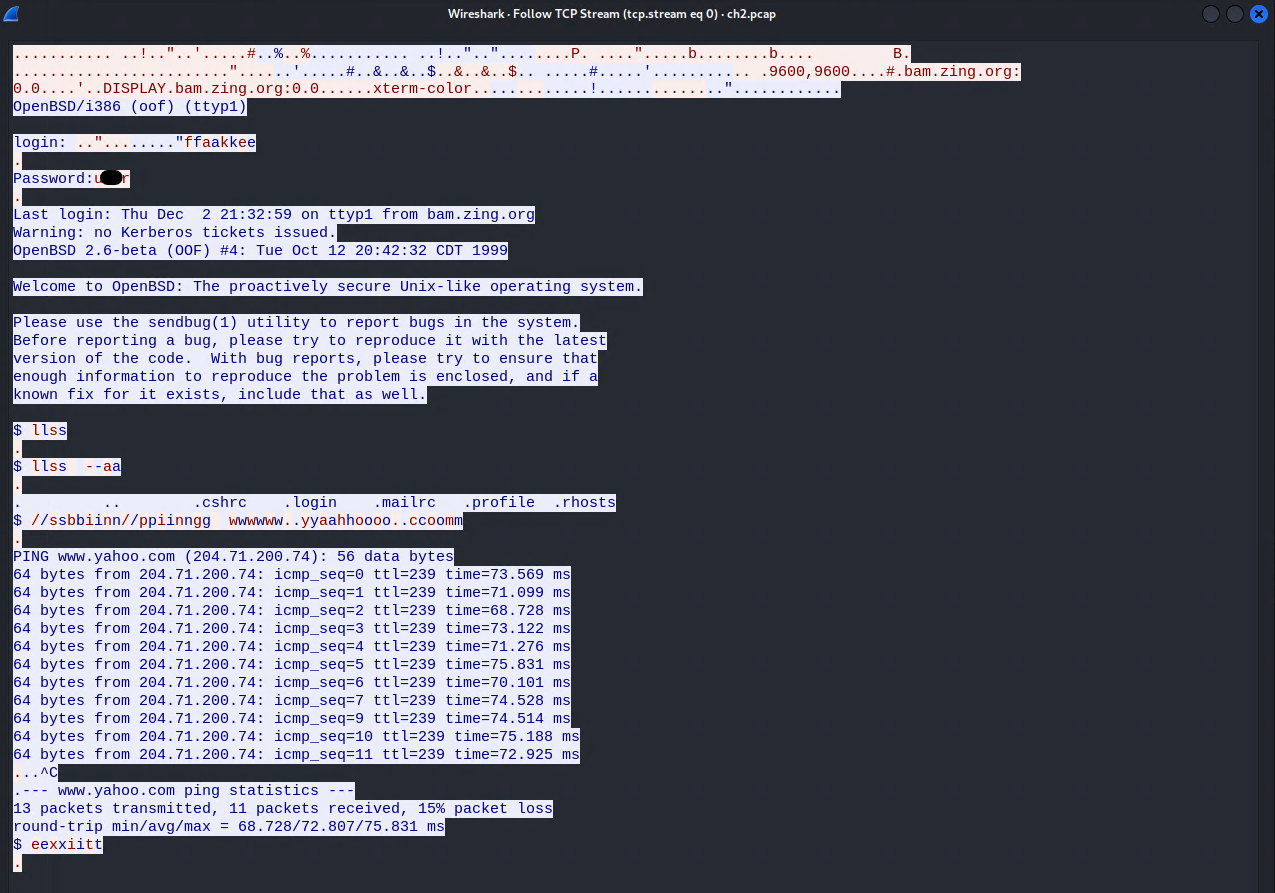 Wireshark · Follow TCP Stream (tcp.stream eq 0) · ch2.pcap
........... ..!.."..'.....#..%..%........... ..!.."..".... ....P. ....."......b........b.... B.
........................"....  ..'.....#..&..&..$..&..&..$.. .....#.....'........... .. .9600,9600....#.bam.zing.org:
0.0....'..DISPLAY.bam.zing.org:0.0......xterm-color.............!.............."............
OpenBSD/i386 (oof) (ttyp1)
login: .."........"ffaakkee
.
Password:
.
Last login: Thu Dec  2 21:32:59 on ttyp1 from bam.zing.org
Warning: no Kerberos tickets issued.
OpenBSD 2.6-beta (OOF) #4: Tue Oct 12 20:42:32 CDT 1999
Welcome to OpenBSD: The proactively secure Unix-like operating system.
Please use the sendbug(1) utility to report bugs in the system.
Before reporting a bug, please try to reproduce it with the latest
version of the code.  With bug reports, please try to ensure that
enough information to reproduce the problem is enclosed, and if a
known fix for it exists, include that as well.
$ llss
.
$ llss  --aa
.
.         ..        .cshrc    .login    .mailrc   .profile  .rhosts
$ //ssbbiinn//ppiinngg  wwwwww..yyaahhoooo..ccoomm
.
PING www.yahoo.com (204.71.200.74): 56 data bytes
64 bytes from 204.71.200.74: icmp_seq=0 ttl=239 time=73.569 ms
64 bytes from 204.71.200.74: icmp_seq=1 ttl=239 time=71.099 ms
64 bytes from 204.71.200.74: icmp_seq=2 ttl=239 time=68.728 ms
64 bytes from 204.71.200.74: icmp_seq=3 ttl=239 time=73.122 ms
64 bytes from 204.71.200.74: icmp_seq=4 ttl=239 time=71.276 ms
64 bytes from 204.71.200.74: icmp_seq=5 ttl=239 time=75.831 ms
64 bytes from 204.71.200.74: icmp_seq=6 ttl=239 time=70.101 ms
64 bytes from 204.71.200.74: icmp_seq=7 ttl=239 time=74.528 ms
64 bytes from 204.71.200.74: icmp_seq=9 ttl=239 time=74.514 ms
64 bytes from 204.71.200.74: icmp_seq=10 ttl=239 time=75.188 ms
64 bytes from 204.71.200.74: icmp_seq=11 ttl=239 time=72.925 ms
...^C
.--- www.yahoo.com ping statistics ---
13 packets transmitted, 11 packets received, 15% packet loss
round-trip min/avg/max = 68.728/72.807/75.831 ms
$ eexxiitt
.